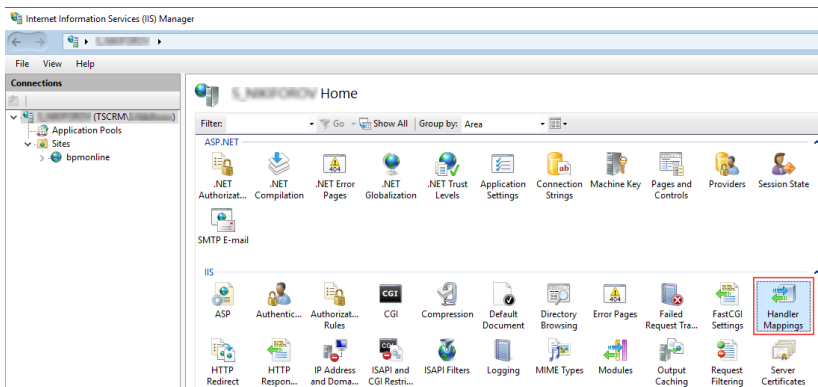 Internet Information Services (IIS) Manager
File View Help
Connections
(TSCRM\
Application Pools
Sites
bpmonline
Home
Filter: Go Show All Group by: Area
ASP.NET
.NET .NET .NET Error .NET .NET Trust Application Connection Machine Key Pages and Providers Session State
Authorizat... Compilation Pages Globalization Levels Settings Strings Controls
SMTP E-mail
IIS
ASP Authentic... Authorizat... CGI Compression Default Directory Error Pages Failed FastCGI Handler
Rules Document Browsing Request Tra... Settings Mappings
HTTP HTTP IP Address ISAPI and ISAPI Filters Logging MIME Types Modules Output Request Server
Redirect Respon... and Doma... CGI Restri... Caching Filtering Certificates